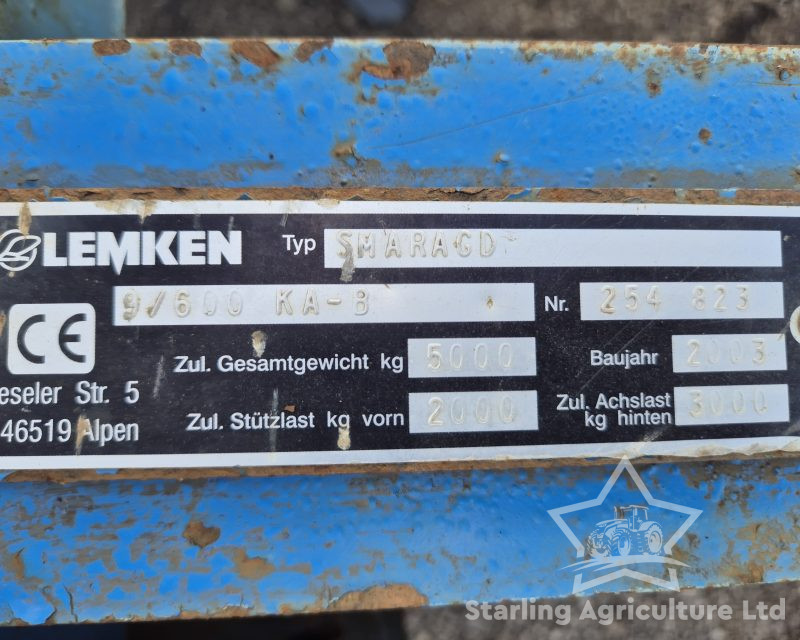 LEMKEN Typ SMARAGD
9/600 KA-B Nr. 254 823
CE
Zul. Gesamtgewicht kg 5000 Baujahr 2003
eseler Str. 5
46519 Alpen
Zul. Stützlast kg vorn 2000 Zul. Achslast
kg hinten 3000
Starling Agriculture Ltd